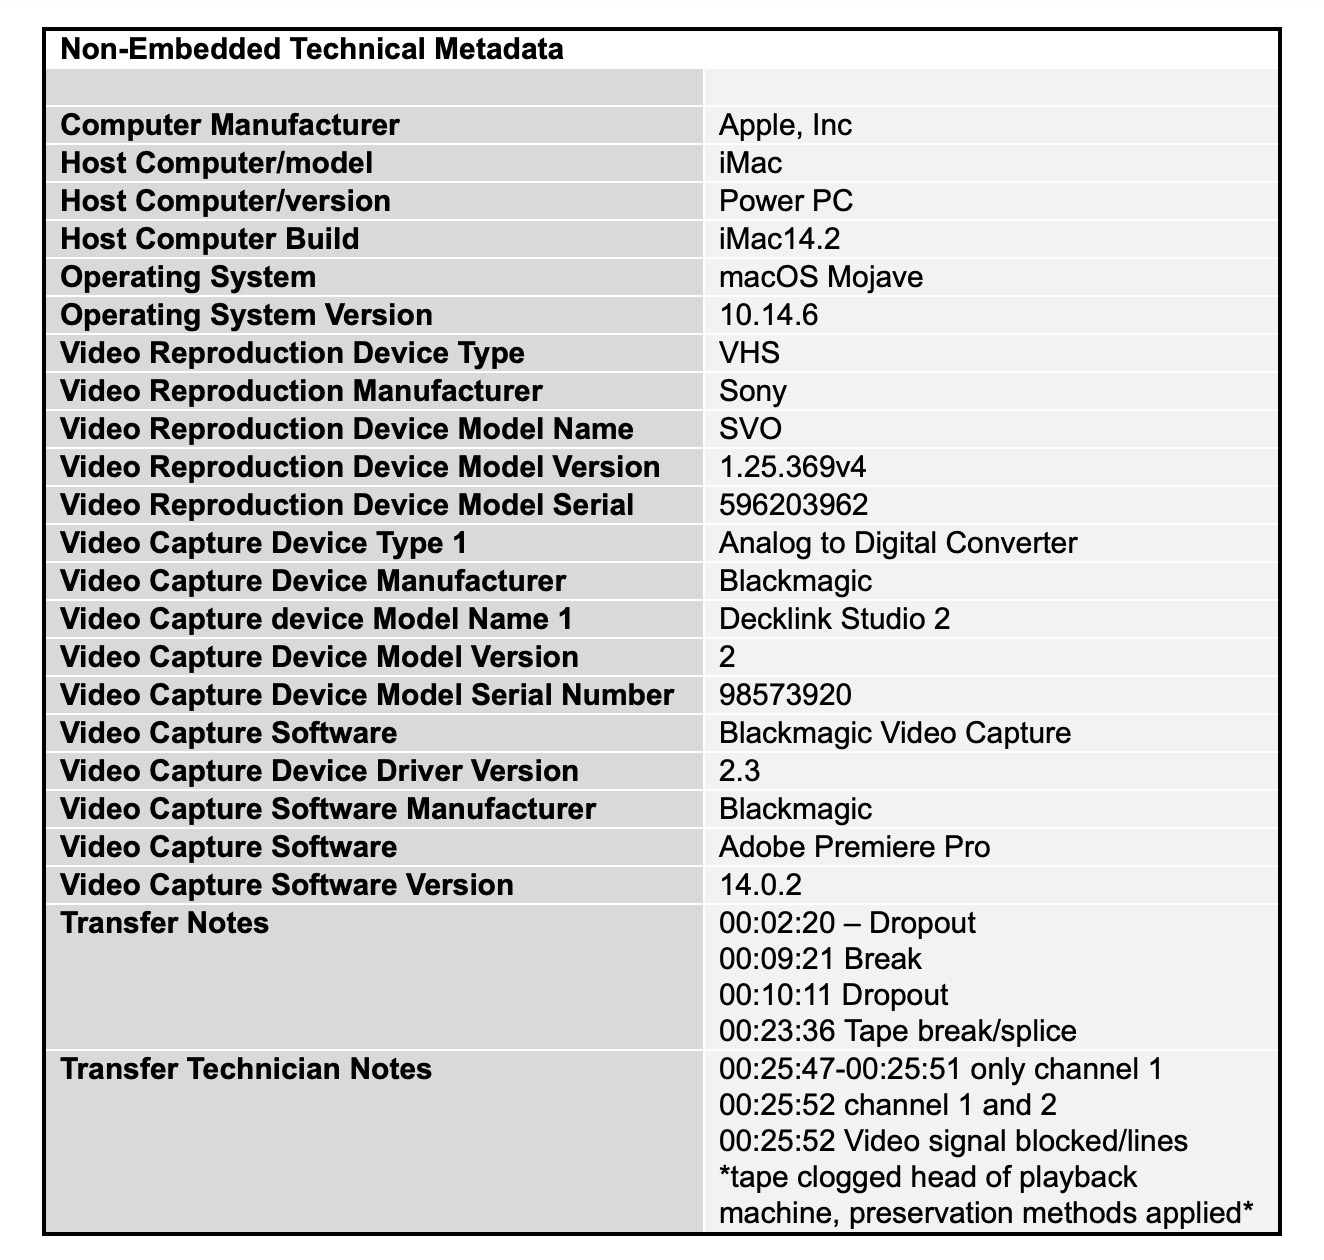 Non-Embedded Technical Metadata
Computer Manufacturer Apple, Inc
Host Computer/model iMac
Host Computer/version Power PC
Host Computer Build iMac14.2
Operating System macOS Mojave
Operating System Version 10.14.6
Video Reproduction Device Type VHS
Video Reproduction Manufacturer Sony
Video Reproduction Device Model Name SVO
Video Reproduction Device Model Version 1.25.369v4
Video Reproduction Device Model Serial 596203962
Video Capture Device Type 1 Analog to Digital Converter
Video Capture Device Manufacturer Blackmagic
Video Capture device Model Name 1 Decklink Studio 2
Video Capture Device Model Version 2
Video Capture Device Model Serial Number 98573920
Video Capture Software Blackmagic Video Capture
Video Capture Device Driver Version 2.3
Video Capture Software Manufacturer Blackmagic
Video Capture Software Adobe Premiere Pro
Video Capture Software Version 14.0.2
Transfer Notes 00:02:20 – Dropout
00:09:21 Break
00:10:11 Dropout
00:23:36 Tape break/splice
Transfer Technician Notes 00:25:47-00:25:51 only channel 1
00:25:52 channel 1 and 2
00:25:52 Video signal blocked/lines
*tape clogged head of playback
machine, preservation methods applied*